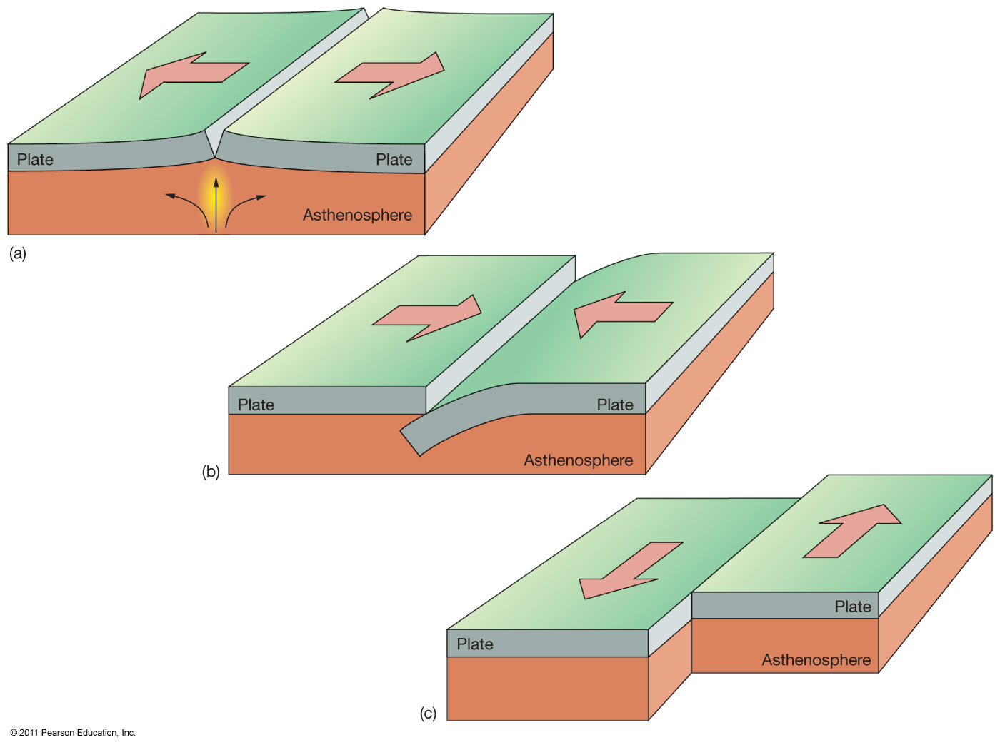 Plate
Plate
Asthenosphere
(a)
Plate
Plate
Asthenosphere
(b)
Plate
Plate
Asthenosphere
(c)
© 2011 Pearson Education, Inc.